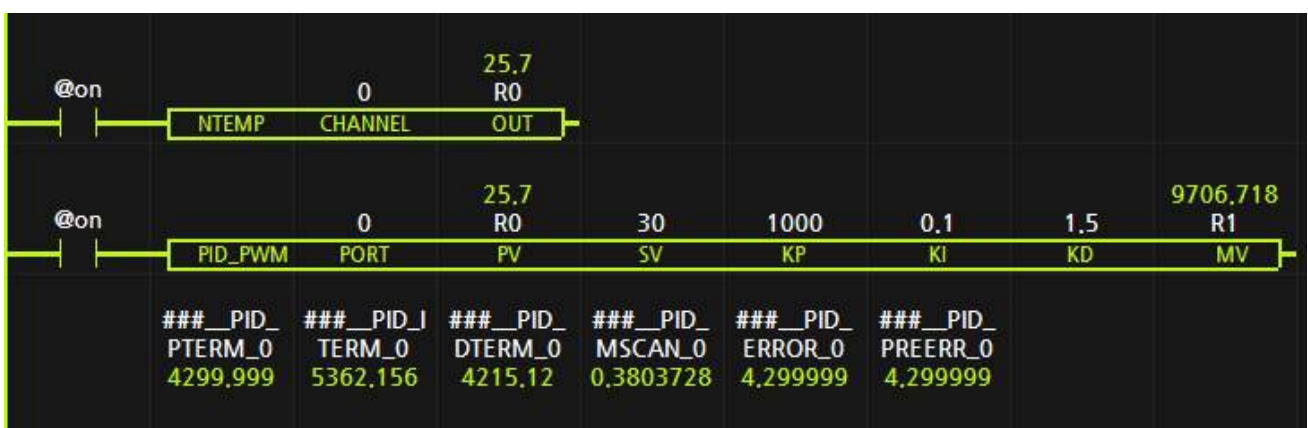 25.7
@on 0 R0
NTEMP CHANNEL OUT
25.7 9706.718
@on 0 R0 30 1000 0.1 1.5 R1
PID_PWM PORT PV SV KP KI KD MV
###__PID_ ###__PID_I ###__PID_ ###__PID_ ###__PID_ ###__PID_
PTERM_0 TERM_0 DTERM_0 MSCAN_0 ERROR_0 PREERR_0
4299.999 5362.156 4215.12 0.3803728 4.299999 4.299999